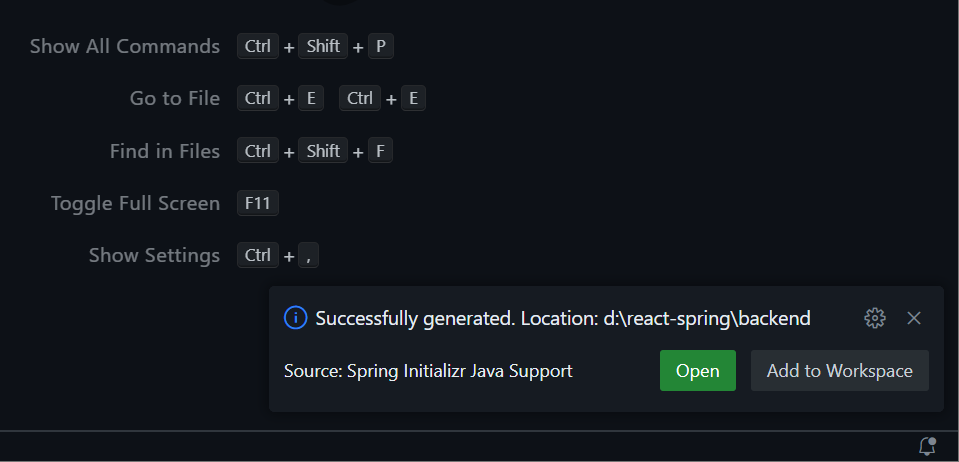 Show All Commands Ctrl + Shift + P
Go to File Ctrl + E Ctrl + E
Find in Files Ctrl + Shift + F
Toggle Full Screen F11
Show Settings Ctrl + ,
Successfully generated. Location: d:\react-spring\backend
Source: Spring Initializr Java Support Open Add to Workspace